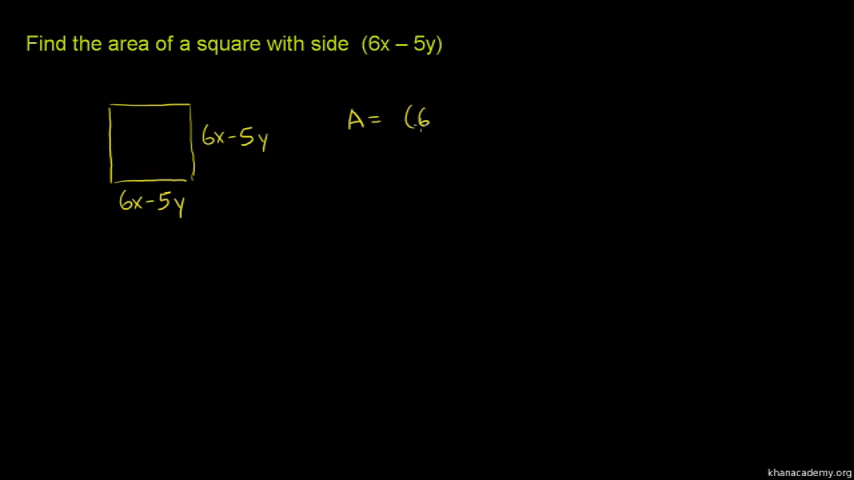 Find the area of a square with side (6x – 5y)
6x-5y
A= (6
6x-5y
khanacademy.org